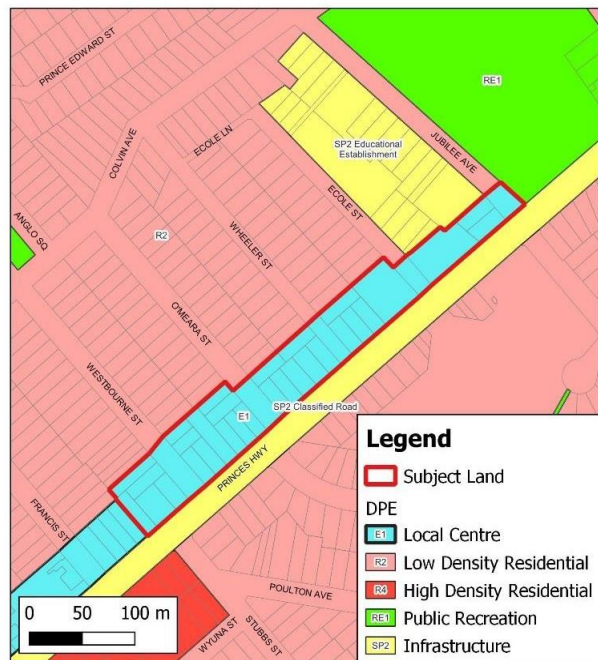 PRINCE EDWARD ST
RE1
COLVIN AVE
ECOLE LN
SP2 Educational
Establishment
JUBILEE AVE
ANGLO SQ
R2
WHEELER ST
ECOLE ST
O'MEARA ST
WESTBOURNE ST
E1
SP2 Classified Road
PRINCES HWY
FRANCIS ST
POULTON AVE
WYUNA ST
STUBBS ST
0 50 100 m
Legend
Subject Land
DPE
E1 Local Centre
R2 Low Density Residential
R4 High Density Residential
RE1 Public Recreation
SP2 Infrastructure